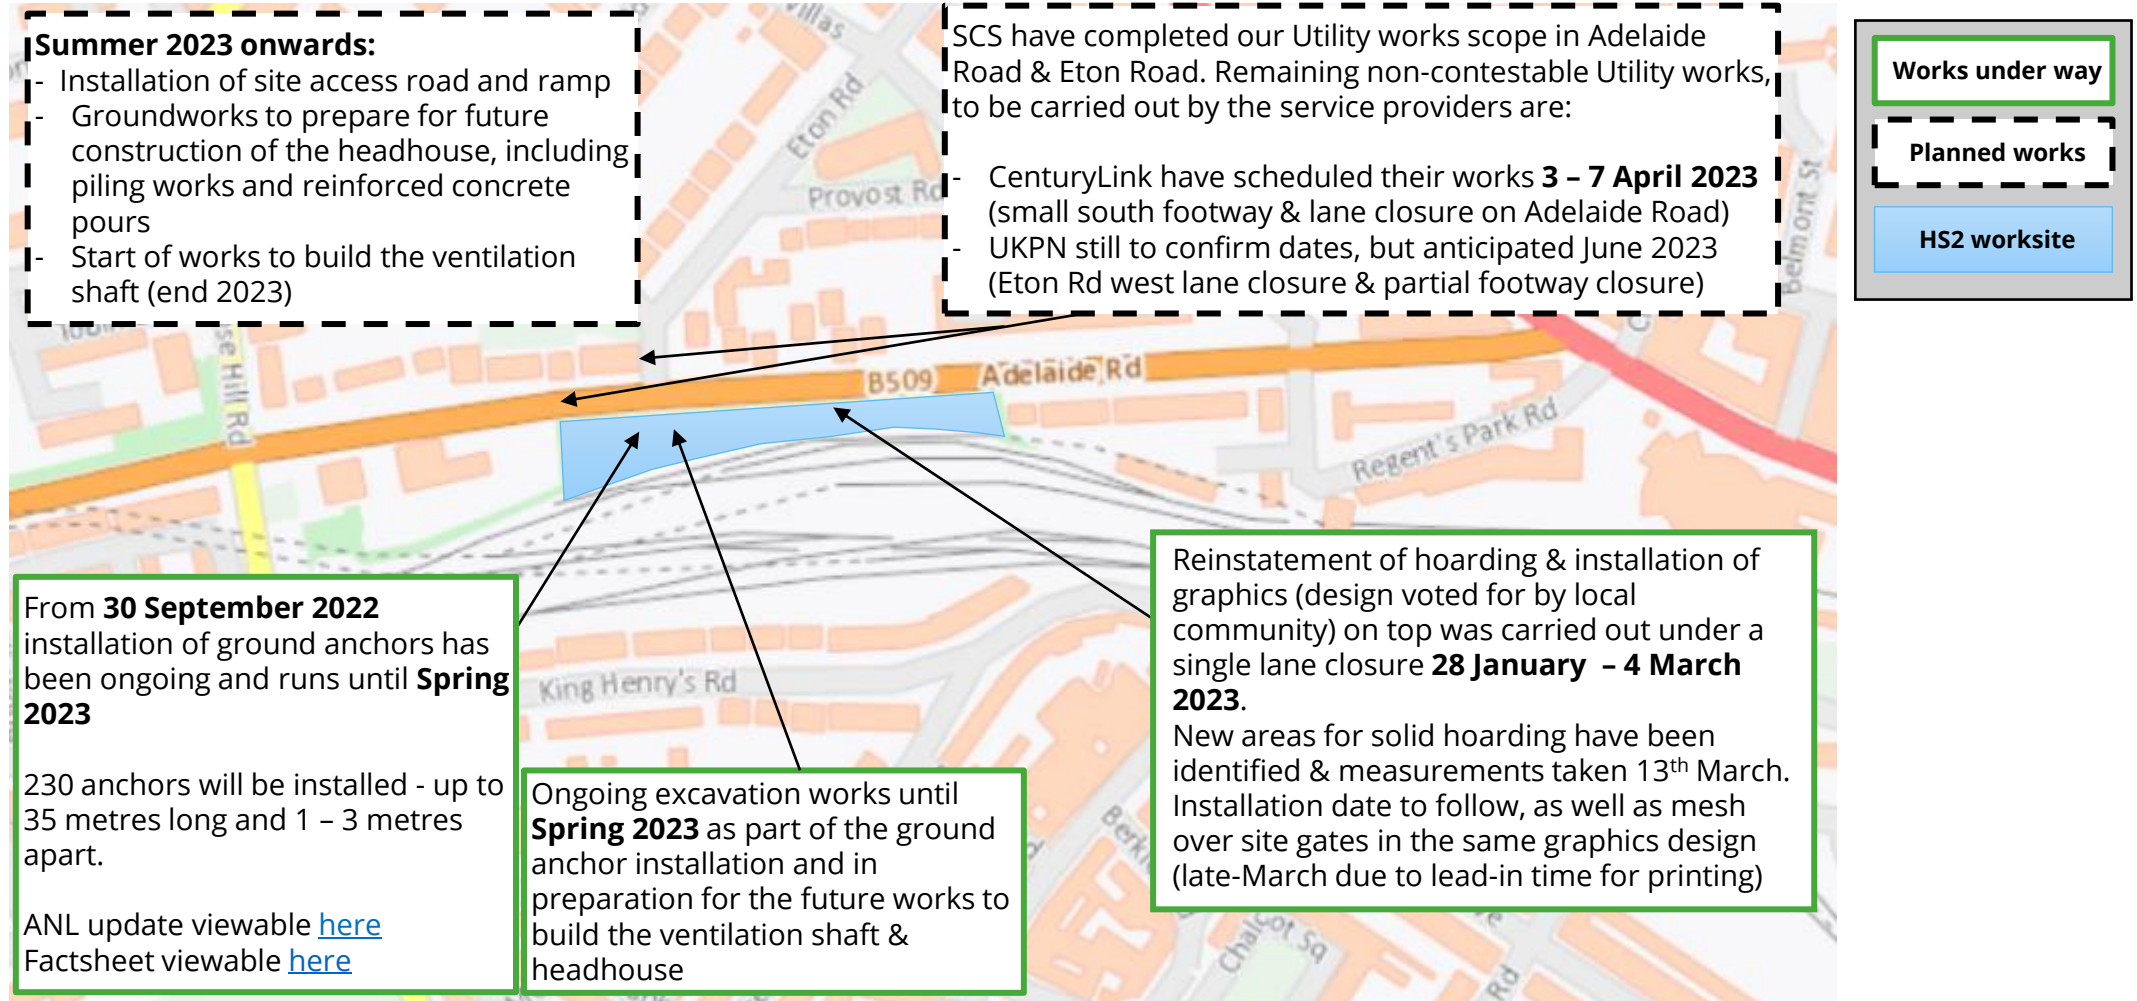 Summer 2023 onwards:
- Installation of site access road and ramp
- Groundworks to prepare for future
construction of the headhouse, including
piling works and reinforced concrete
pours
- Start of works to build the ventilation
shaft (end 2023)
SCS have completed our Utility works scope in Adelaide
Road & Eton Road. Remaining non-contestable Utility works,
to be carried out by the service providers are:
- CenturyLink have scheduled their works 3 – 7 April 2023
(small south footway & lane closure on Adelaide Road)
- UKPN still to confirm dates, but anticipated June 2023
(Eton Rd west lane closure & partial footway closure)
Works under way
Planned works
HS2 worksite
Villas
Eton Rd
Provost Rd
Belmont St
se Hill Rd
B509
Adelaide Rd
Regent's Park Rd
King Henry's Rd
Chalcot Sq
Rd
From 30 September 2022
installation of ground anchors has
been ongoing and runs until Spring
2023
230 anchors will be installed - up to
35 metres long and 1 – 3 metres
apart.
ANL update viewable here
Factsheet viewable here
Ongoing excavation works until
Spring 2023 as part of the ground
anchor installation and in
preparation for the future works to
build the ventilation shaft &
headhouse
Reinstatement of hoarding & installation of
graphics (design voted for by local
community) on top was carried out under a
single lane closure 28 January – 4 March
2023.
New areas for solid hoarding have been
identified & measurements taken 13th March.
Installation date to follow, as well as mesh
over site gates in the same graphics design
(late-March due to lead-in time for printing)